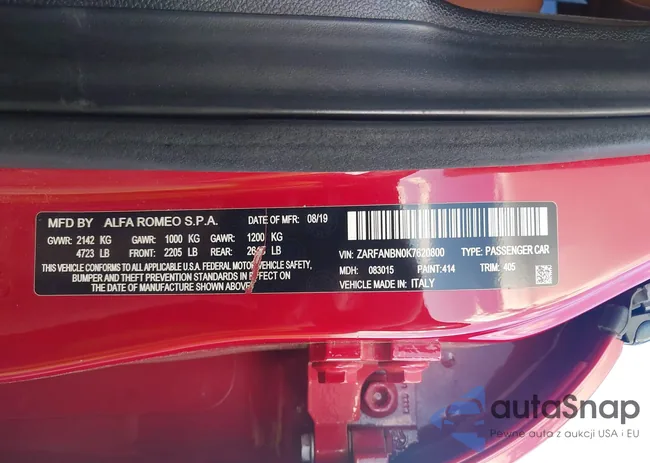 MFD BY ALFA ROMEO S.P.A. DATE OF MFR: 08/19
GVWR: 2142 KG GAWR: 1000 KG GAWR: 1200 KG
4723 LB FRONT: 2205 LB REAR: LB
THIS VEHICLE CONFORMS TO ALL APPLICABLE U.S.A. FEDERAL MOTOR VEHICLE SAFETY,
BUMPER AND THEFT PREVENTION STANDARDS IN EFFECT ON
THE DATE OF MANUFACTURE SHOWN ABOVE.
VIN: ZARFANBN0K7620800 TYPE: PASSENGER CAR
MDH: 083015 PAINT: 414 TRIM: 405
MADE IN: ITALY
autoSnap
Pewne auta z aukcji USA i EU